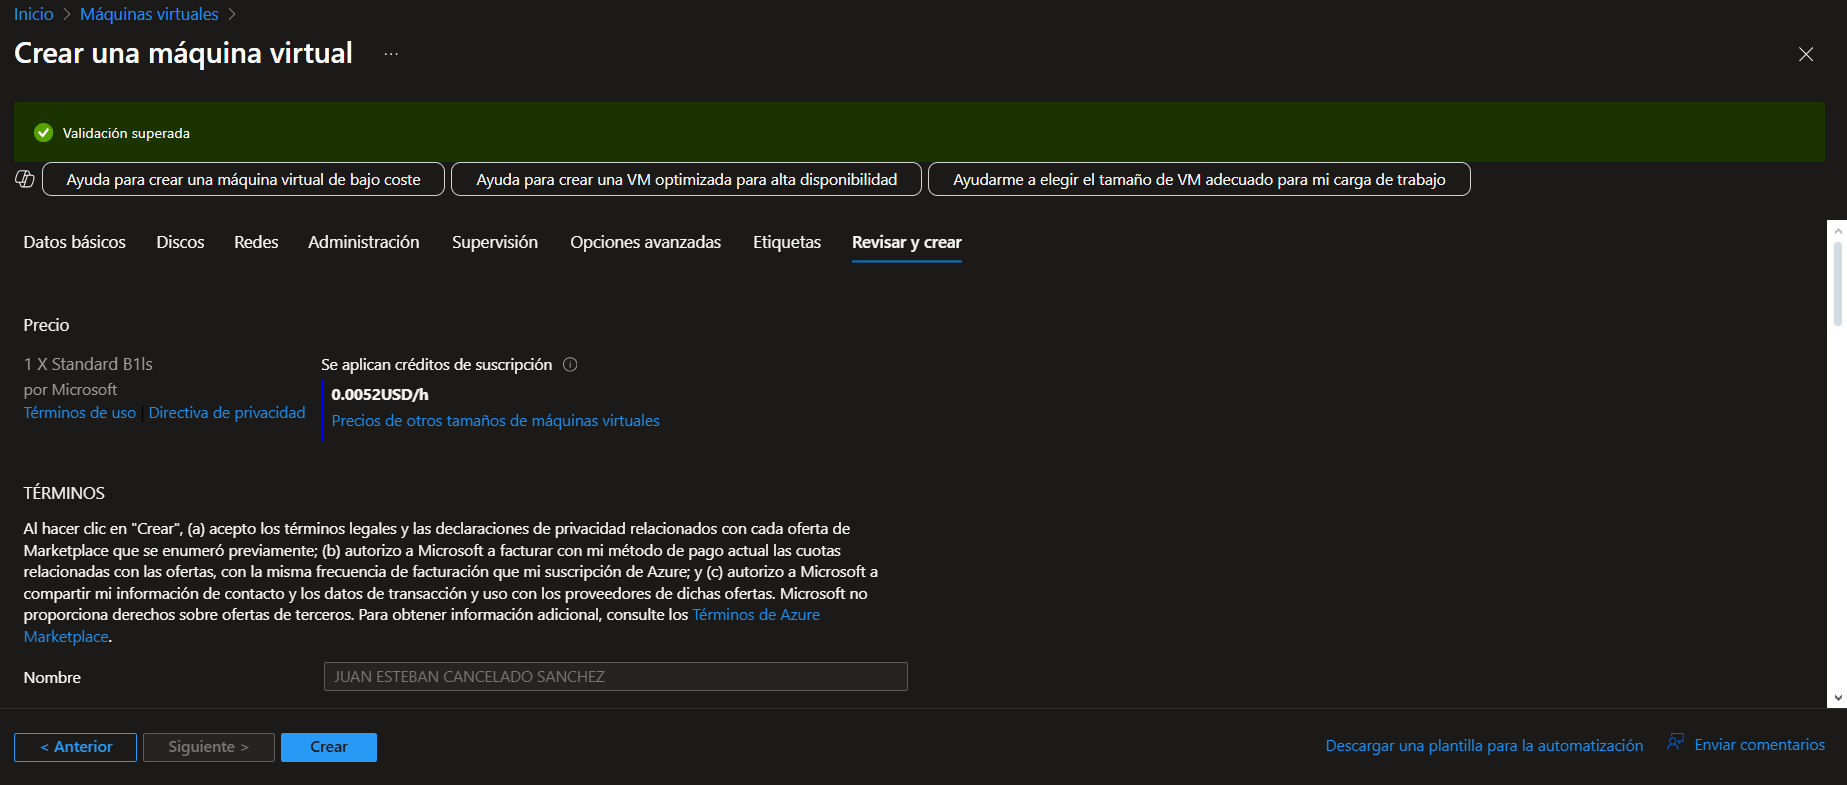 Inicio > Máquinas virtuales >
Crear una máquina virtual ...
Validación superada
Ayuda para crear una máquina virtual de bajo coste
Ayuda para crear una VM optimizada para alta disponibilidad
Ayudarme a elegir el tamaño de VM adecuado para mi carga de trabajo
Datos básicos Discos Redes Administración Supervisión Opciones avanzadas Etiquetas Revisar y crear
Precio
1 X Standard B1ls
por Microsoft
Términos de uso | Directiva de privacidad
Se aplican créditos de suscripción
0.0052USD/h
Precios de otros tamaños de máquinas virtuales
TÉRMINOS
Al hacer clic en "Crear", (a) acepto los términos legales y las declaraciones de privacidad relacionados con cada oferta de
Marketplace que se enumeró previamente; (b) autorizo a Microsoft a facturar con mi método de pago actual las cuotas
relacionadas con las ofertas, con la misma frecuencia de facturación que mi suscripción de Azure; y (c) autorizo a Microsoft a
compartir mi información de contacto y los datos de transacción y uso con los proveedores de dichas ofertas. Microsoft no
proporciona derechos sobre ofertas de terceros. Para obtener información adicional, consulte los Términos de Azure
Marketplace.
Nombre JUAN ESTEBAN CANCELADO SANCHEZ
< Anterior Siguiente > Crear Descargar una plantilla para la automatización Enviar comentarios